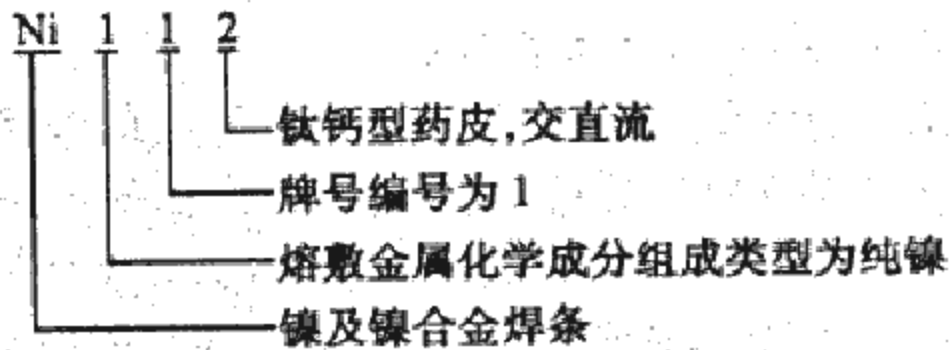 Ni 1 1 2
钛钙型药皮,交直流
牌号编号为1
熔敷金属化学成分组成类型为纯镍
镍及镍合金焊条